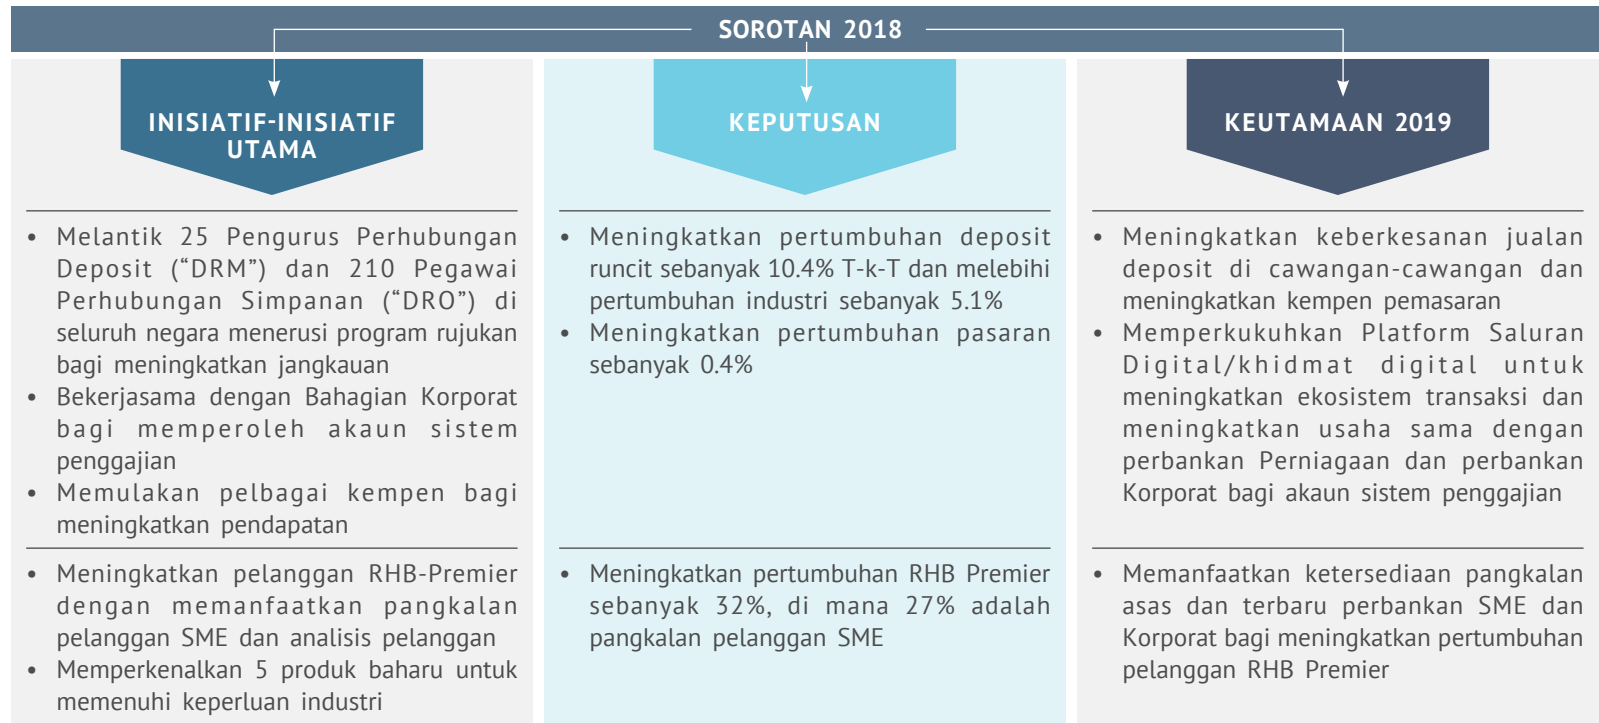 SOROTAN 2018
INISIATIF-INISIATIF
UTAMA
• Melantik 25 Pengurus Perhubungan
Deposit (“DRM”) dan 210 Pegawai
Perhubungan Simpanan (“DRO”) di
seluruh negara menerusi program rujukan
bagi meningkatkan jangkauan
• Bekerjasama dengan Bahagian Korporat
bagi memperoleh akaun sistem
penggajian
• Memulakan pelbagai kempen bagi
meningkatkan pendapatan
• Meningkatkan pelanggan RHB-Premier
dengan memanfaatkan pangkalan
pelanggan SME dan analisis pelanggan
• Memperkenalkan 5 produk baharu untuk
memenuhi keperluan industri
KEPUTUSAN
• Meningkatkan pertumbuhan deposit
runcit sebanyak 10.4% T-k-T dan melebihi
pertumbuhan industri sebanyak 5.1%
• Meningkatkan pertumbuhan pasaran
sebanyak 0.4%
• Meningkatkan pertumbuhan RHB Premier
sebanyak 32%, di mana 27% adalah
pangkalan pelanggan SME
KEUTAMAAN 2019
• Meningkatkan keberkesanan jualan
deposit di cawangan-cawangan dan
meningkatkan kempen pemasaran
• Memperkukuhkan Platform Saluran
Digital/khidmat digital untuk
meningkatkan ekosistem transaksi dan
meningkatkan usaha sama dengan
perbankan Perniagaan dan perbankan
Korporat bagi akaun sistem penggajian
• Memanfaatkan ketersediaan pangkalan
asas dan terbaru perbankan SME dan
Korporat bagi meningkatkan pertumbuhan
pelanggan RHB Premier